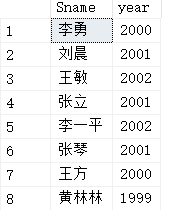 Sname year
1 李勇 2000
2 刘晨 2001
3 王敏 2002
4 张立 2001
5 李一平 2002
6 张琴 2001
7 王方 2000
8 黄林林 1999